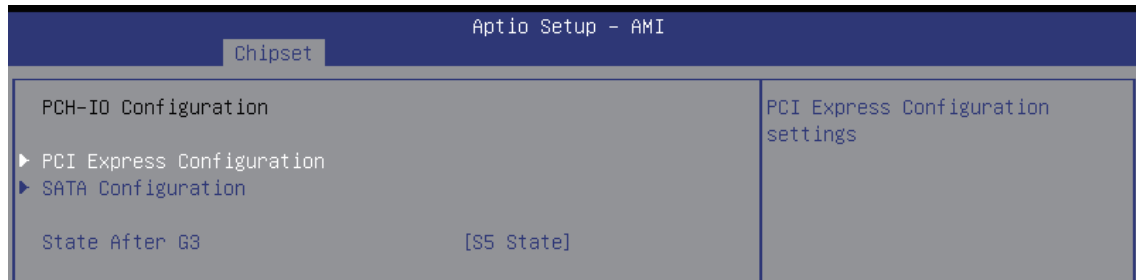 Aptio Setup – AMI
Chipset
PCH-IO Configuration
PCI Express Configuration
SATA Configuration
State After G3 [S5 State]
PCI Express Configuration
settings